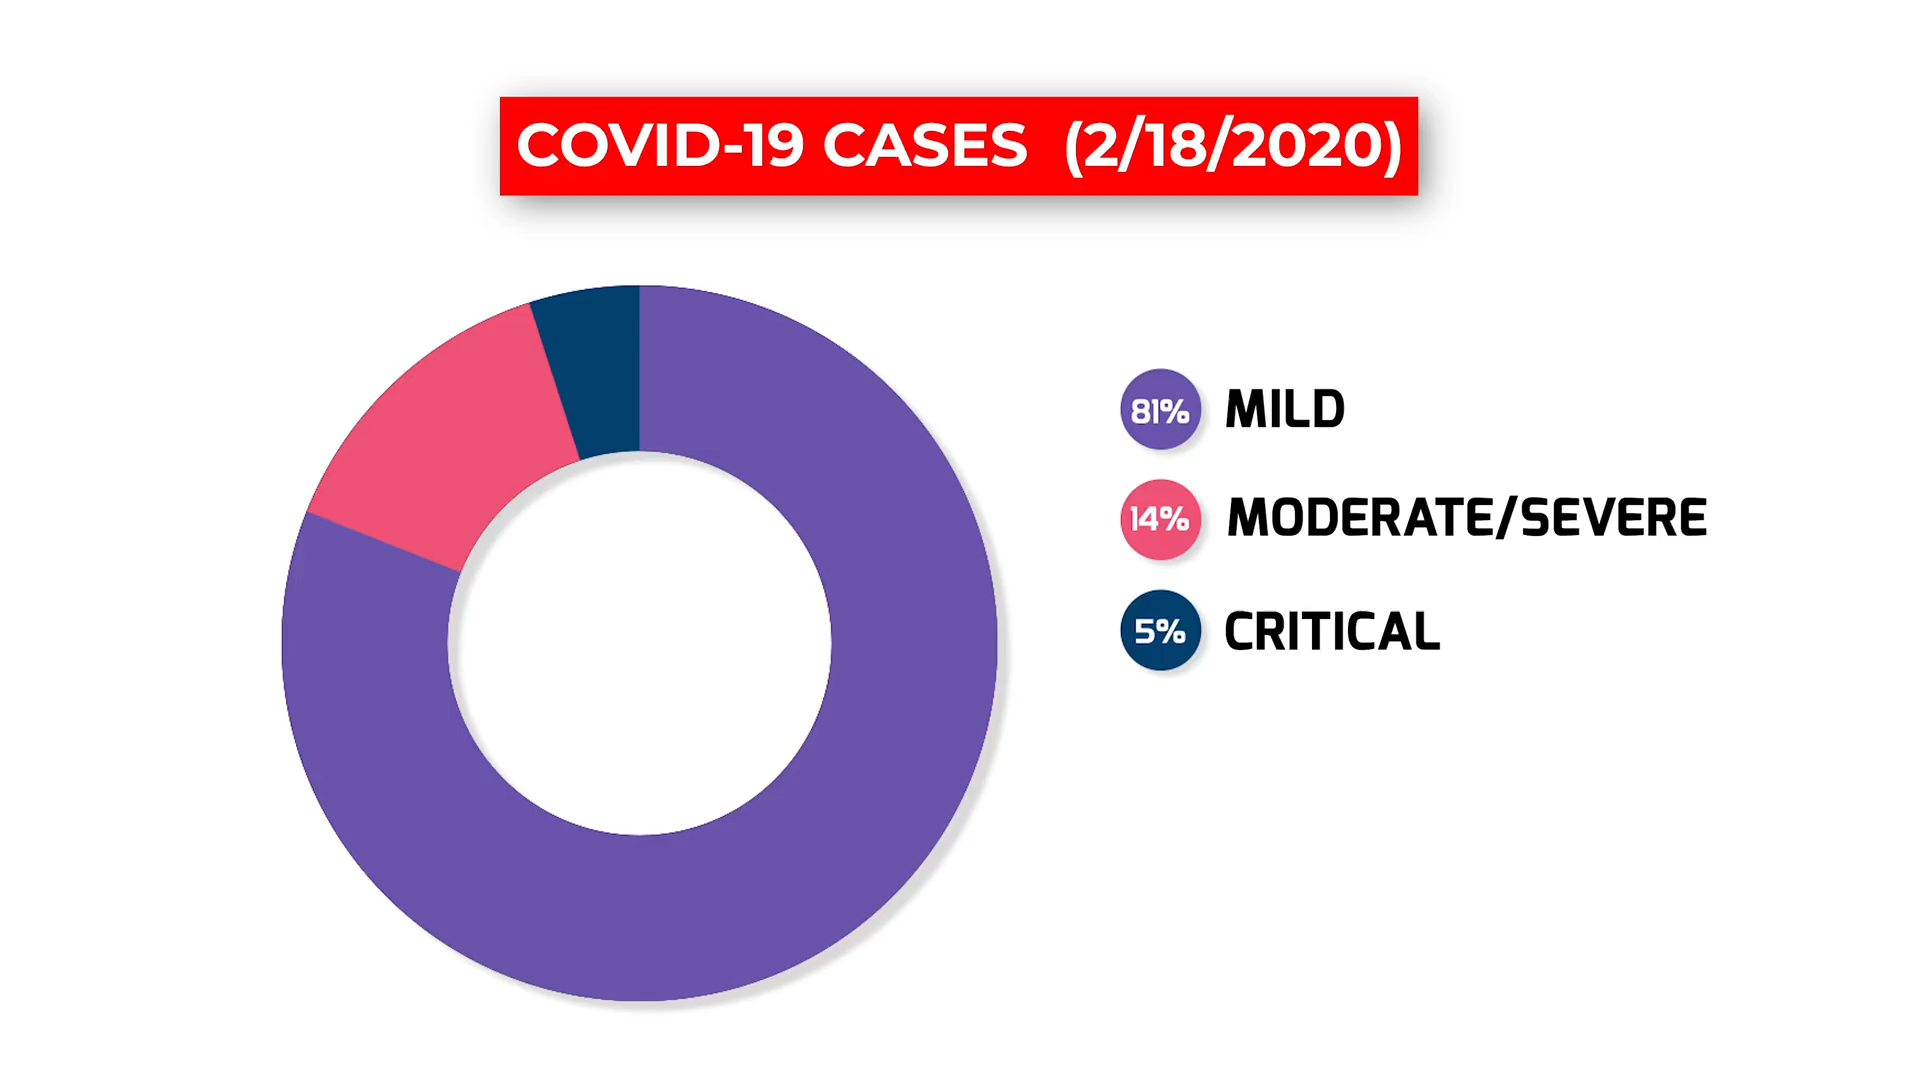 COVID-19 CASES (2/18/2020)
81% MILD
14% MODERATE/SEVERE
5% CRITICAL